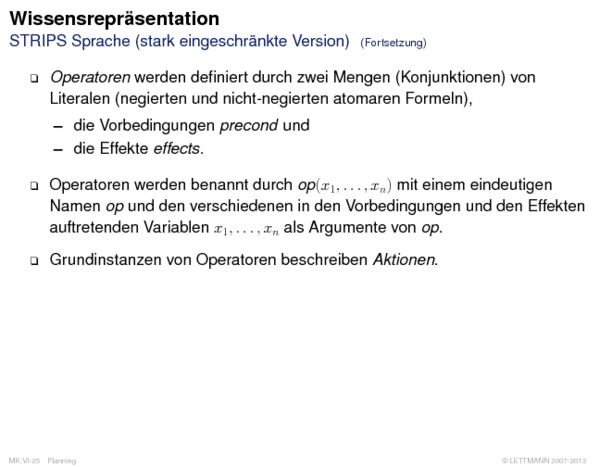 Wissensrepräsentation
STRIPS Sprache (stark eingeschränkte Version) (Fortsetzung)
❑ Operatoren werden definiert durch zwei Mengen (Konjunktionen) von
Literalen (negierten und nicht-negierten atomaren Formeln),
– die Vorbedingungen precond und
– die Effekte effects.
❑ Operatoren werden benannt durch op(x₁, . . . , xₙ) mit einem eindeutigen
Namen op und den verschiedenen in den Vorbedingungen und den Effekten
auftretenden Variablen x₁, . . . , xₙ als Argumente von op.
❑ Grundinstanzen von Operatoren beschreiben Aktionen.
MK:VI-25 Planning © LETTMANN 2007-2013